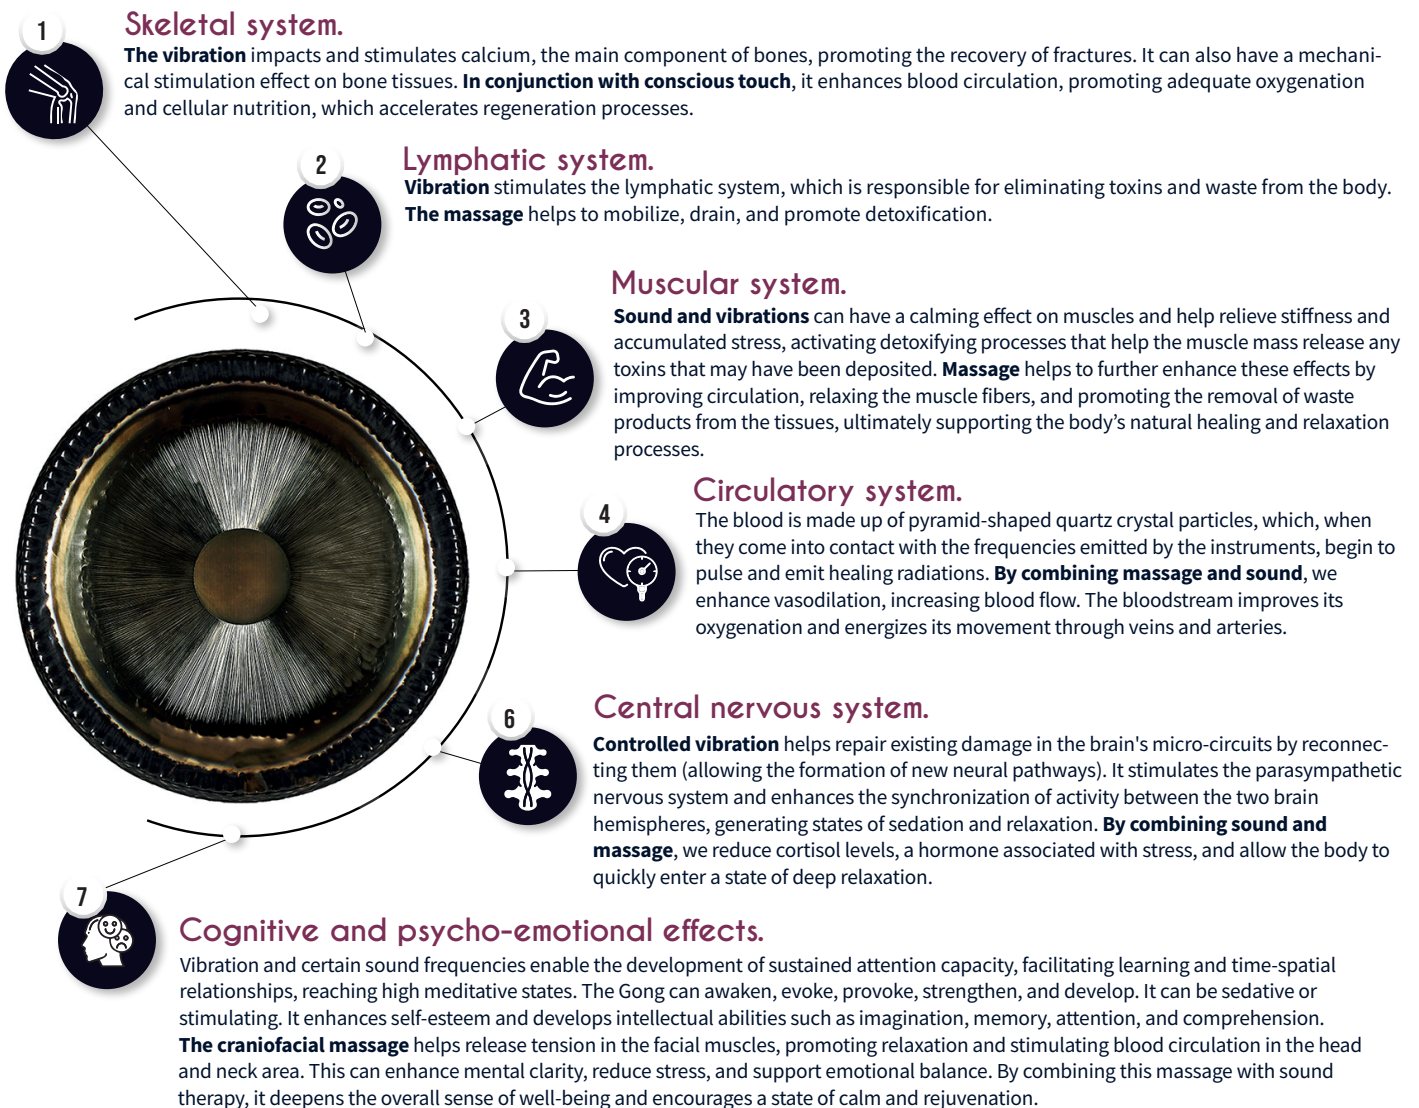 1
Skeletal system.
The vibration impacts and stimulates calcium, the main component of bones, promoting the recovery of fractures. It can also have a mechani-
cal stimulation effect on bone tissues. In conjunction with conscious touch, it enhances blood circulation, promoting adequate oxygenation
and cellular nutrition, which accelerates regeneration processes.
2
Lymphatic system.
Vibration stimulates the lymphatic system, which is responsible for eliminating toxins and waste from the body.
The massage helps to mobilize, drain, and promote detoxification.
3
Muscular system.
Sound and vibrations can have a calming effect on muscles and help relieve stiffness and
accumulated stress, activating detoxifying processes that help the muscle mass release any
toxins that may have been deposited. Massage helps to further enhance these effects by
improving circulation, relaxing the muscle fibers, and promoting the removal of waste
products from the tissues, ultimately supporting the body's natural healing and relaxation
processes.
4
Circulatory system.
The blood is made up of pyramid-shaped quartz crystal particles, which, when
they come into contact with the frequencies emitted by the instruments, begin to
pulse and emit healing radiations. By combining massage and sound, we
enhance vasodilation, increasing blood flow. The bloodstream improves its
oxygenation and energizes its movement through veins and arteries.
6
Central nervous system.
Controlled vibration helps repair existing damage in the brain's micro-circuits by reconnec-
ting them (allowing the formation of new neural pathways). It stimulates the parasympathetic
nervous system and enhances the synchronization of activity between the two brain
hemispheres, generating states of sedation and relaxation. By combining sound and
massage, we reduce cortisol levels, a hormone associated with stress, and allow the body to
quickly enter a state of deep relaxation.
7
Cognitive and psycho-emotional effects.
Vibration and certain sound frequencies enable the development of sustained attention capacity, facilitating learning and time-spatial
relationships, reaching high meditative states. The Gong can awaken, evoke, provoke, strengthen, and develop. It can be sedative or
stimulating. It enhances self-esteem and develops intellectual abilities such as imagination, memory, attention, and comprehension.
The craniofacial massage helps release tension in the facial muscles, promoting relaxation and stimulating blood circulation in the head
and neck area. This can enhance mental clarity, reduce stress, and support emotional balance. By combining this massage with sound
therapy, it deepens the overall sense of well-being and encourages a state of calm and rejuvenation.